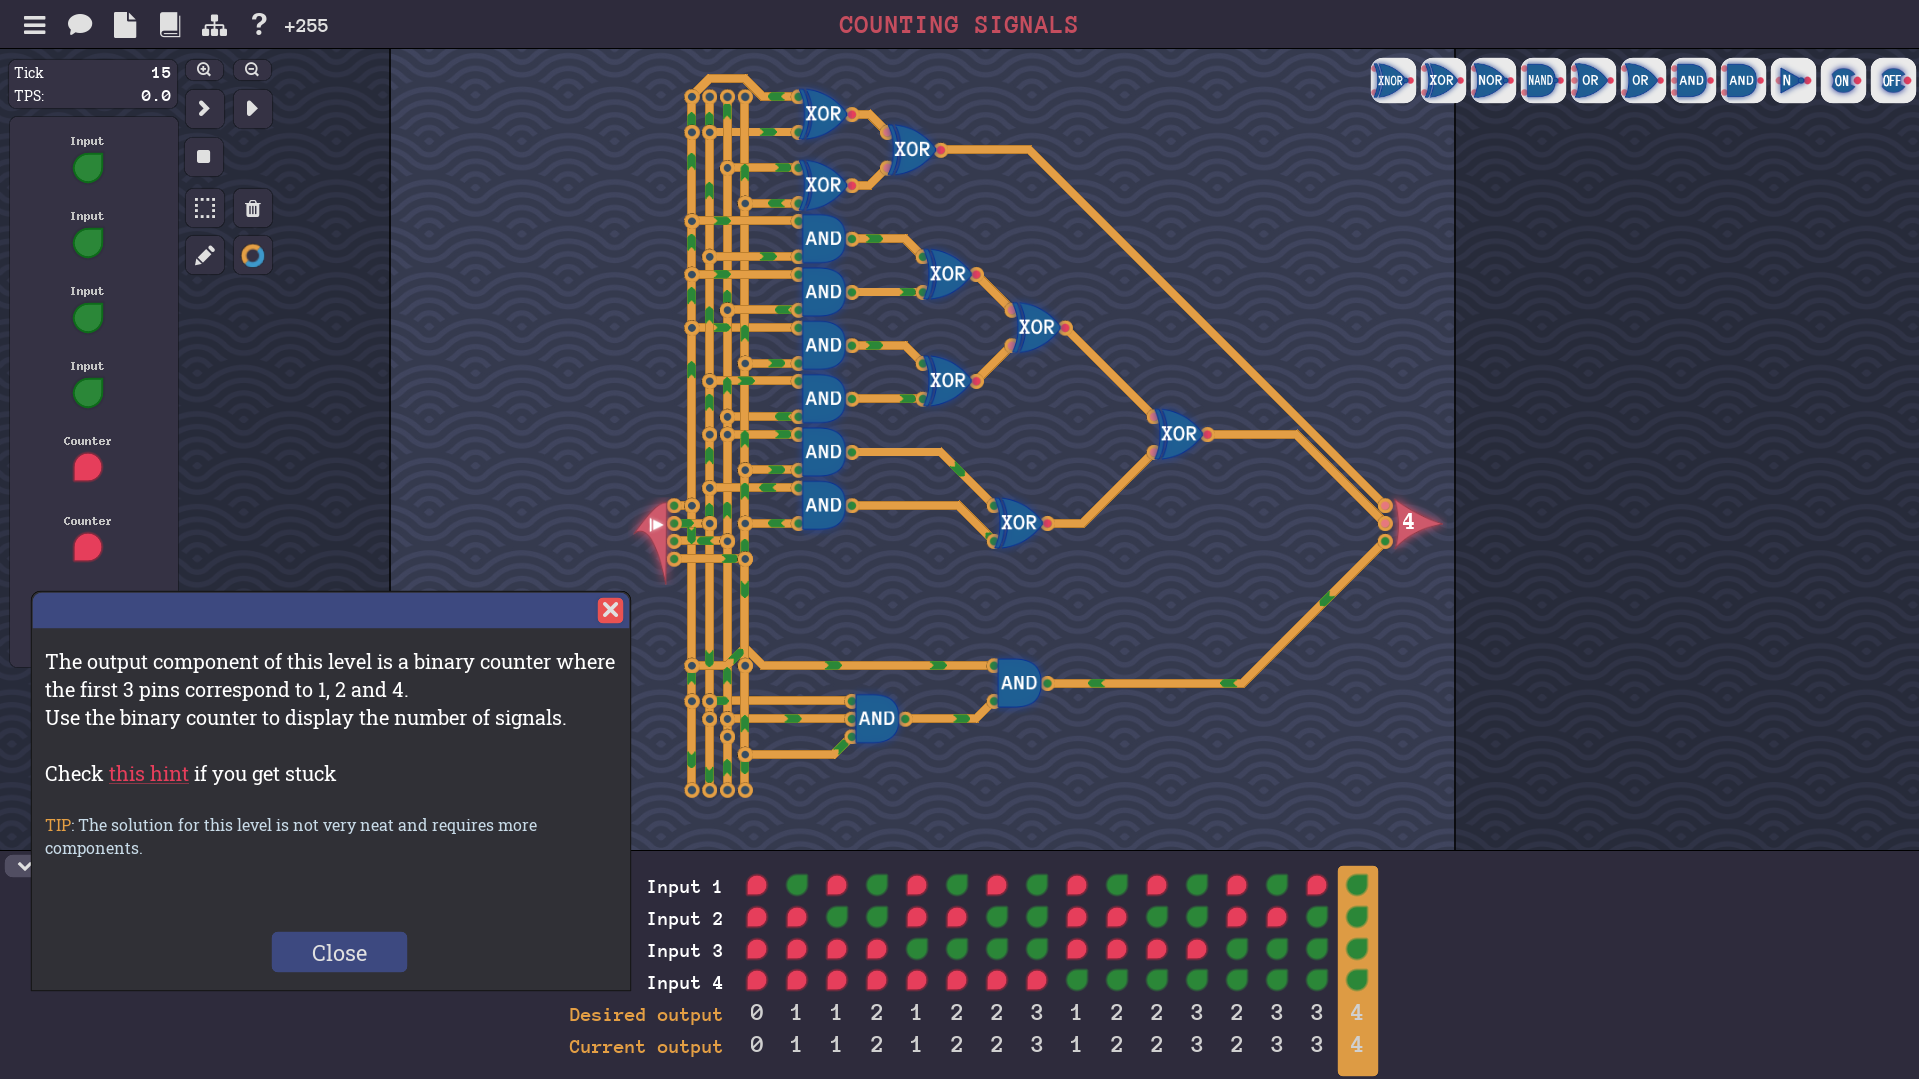 +255
COUNTING SIGNALS
Tick 15
TPS: 0.0
XNOR XOR NOR NAND OR OR AND AND N ON OFF
Input
Input
Input
Input
Counter
Counter
XOR
XOR
XOR
AND
XOR
AND
XOR
AND
XOR
AND
XOR
AND
AND
XOR
4
AND
AND
The output component of this level is a binary counter where
the first 3 pins correspond to 1, 2 and 4.
Use the binary counter to display the number of signals.
Check this hint if you get stuck
TIP: The solution for this level is not very neat and requires more
components.
Close
Input 1
Input 2
Input 3
Input 4
Desired output 0 1 1 2 1 2 2 3 1 2 2 3 2 3 3 4
Current output 0 1 1 2 1 2 2 3 1 2 2 3 2 3 3 4